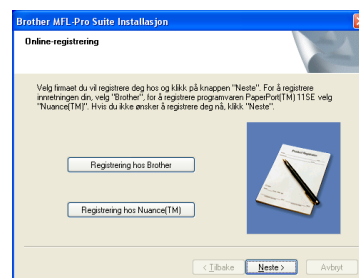 Brother MFL-Pro Suite Installasjon
Online-registrering
Velg firmaet du vil registrere deg hos og klikk på knappen "Neste". For å registrere
innretningen din, velg "Brother", for å registrere programvaren PaperPort(TM) 11SE velg
"Nuance(TM)". Hvis du ikke ønsker å registrere deg nå, klikk "Neste".
Registrering hos Brother
Product Registration
Registrering hos Nuance(TM)
< Tilbake
Neste >
Avbryt